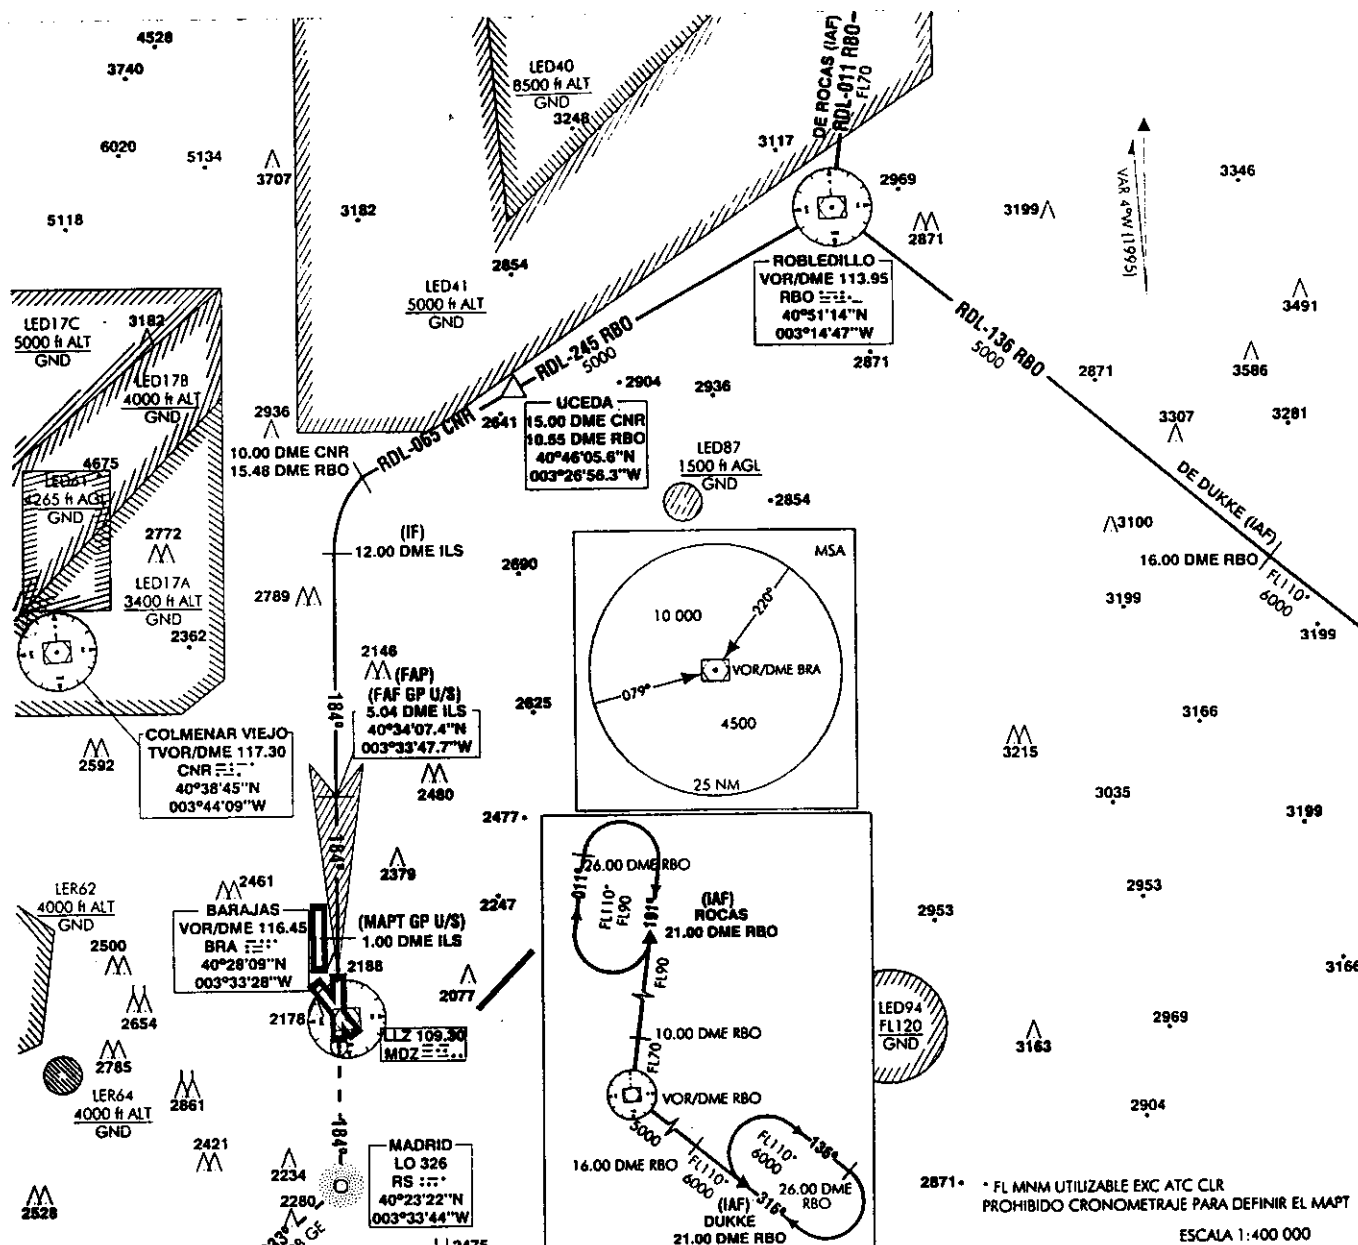 4528
3740
6020
5134
3707
5118
3182
LED40
8500 ft ALT
GND
3248
2854
LED41
5000 ft ALT
GND
DE ROCAS (IAF)
RDL-011 RBO
FL70
3117
2969
2871
3199
3346
VAR 4°W (1995)
3491
3586
3281
3307
2871
ROBLEDILLO
VOR/DME 113.95
RBO
40°51'14"N
003°14'47"W
2871
RDL-136 RBO
5000
RDL-245 RBO
5000
2904
2936
UCEDA
15.00 DME CNR
10.55 DME RBO
40°46'05.6"N
003°26'56.3"W
2641
RDL-065 CNR
LED17C
5000 ft ALT
GND
3182
LED17B
4000 ft ALT
GND
2936
10.00 DME CNR
15.48 DME RBO
4675
LED61
4265 ft AGL
GND
2772
LED17A
3400 ft ALT
GND
2362
(IF)
12.00 DME ILS
2789
2690
LED87
1500 ft AGL
GND
2854
DE DUKKE (IAF)
3100
16.00 DME RBO
FL110*
6000
3199
3199
MSA
10 000
220°
VOR/DME BRA
079°
4500
25 NM
2146
(FAP)
(FAF GP U/S)
5.04 DME ILS
40°34'07.4"N
003°33'47.7"W
184°
2625
3166
3215
3035
3199
COLMENAR VIEJO
TVOR/DME 117.30
CNR
40°38'45"N
003°44'09"W
2592
2480
2477
184°
2379
2461
2247
LER62
4000 ft ALT
GND
2500
BARAJAS
VOR/DME 116.45
BRA
40°28'09"N
003°33'28"W
(MAPT GP U/S)
1.00 DME ILS
2188
2077
2178
LLZ 109.30
MDZ
2654
2785
LER64
4000 ft ALT
GND
2861
2421
2234
2280
2528
184°
MADRID
LO 326
RS
40°23'22"N
003°33'44"W
2475
26.00 DME RBO
011°
FL110*
FL90
191°
(IAF)
ROCAS
21.00 DME RBO
FL90
10.00 DME RBO
FL70
VOR/DME RBO
5000
16.00 DME RBO
FL110*
6000
FL110*
6000
136°
316°
26.00 DME
RBO
(IAF)
DUKKE
21.00 DME RBO
2953
2953
3166
LED94
FL120
GND
3163
2969
2904
2871
* FL MNM UTILIZABLE EXC ATC CLR
PROHIBIDO CRONOMETRAJE PARA DEFINIR EL MAPT
ESCALA 1:400 000